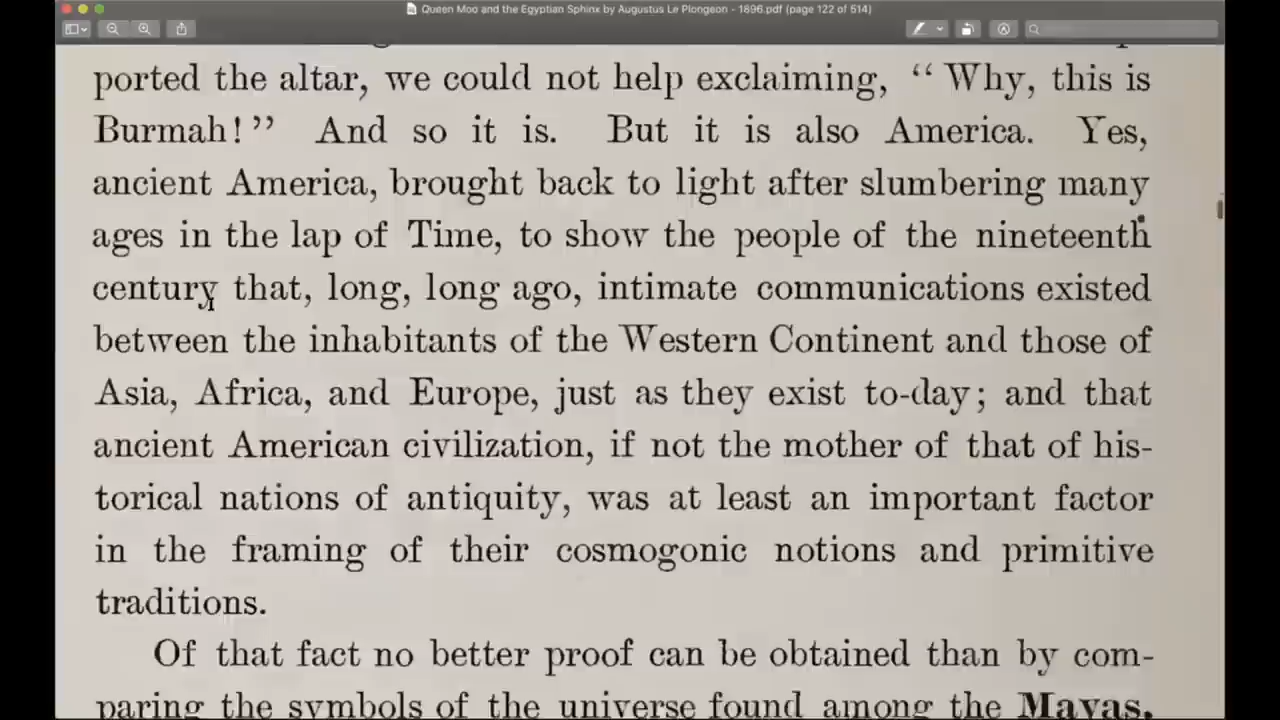 Queen Moo and the Egyptian Sphinx by Augustus Le Plongeon - 1896.pdf (page 122 of 514)
ported the altar, we could not help exclaiming, “ Why, this is
Burmah! ” And so it is. But it is also America. Yes,
ancient America, brought back to light after slumbering many
ages in the lap of Time, to show the people of the nineteenth
century that, long, long ago, intimate communications existed
between the inhabitants of the Western Continent and those of
Asia, Africa, and Europe, just as they exist to-day; and that
ancient American civilization, if not the mother of that of his-
torical nations of antiquity, was at least an important factor
in the framing of their cosmogonic notions and primitive
traditions.
Of that fact no better proof can be obtained than by com-
paring the symbols of the universe found among the Mayas,